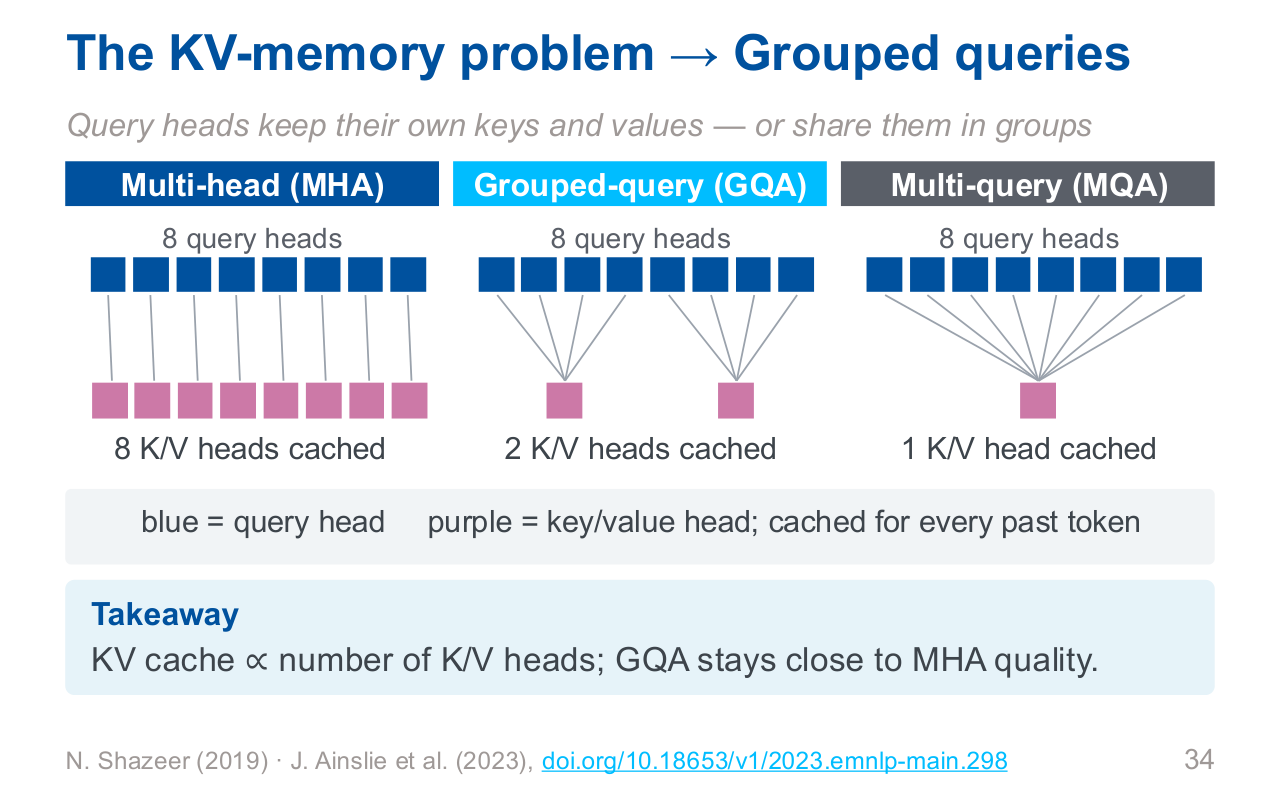 The KV-memory problem → Grouped queries
Query heads keep their own keys and values — or share them in groups
Multi-head (MHA)
8 query heads
8 K/V heads cached
Grouped-query (GQA)
8 query heads
2 K/V heads cached
Multi-query (MQA)
8 query heads
1 K/V head cached
blue = query head purple = key/value head; cached for every past token
Takeaway
KV cache ∝ number of K/V heads; GQA stays close to MHA quality.
N. Shazeer (2019) · J. Ainslie et al. (2023), doi.org/10.18653/v1/2023.emnlp-main.298
34